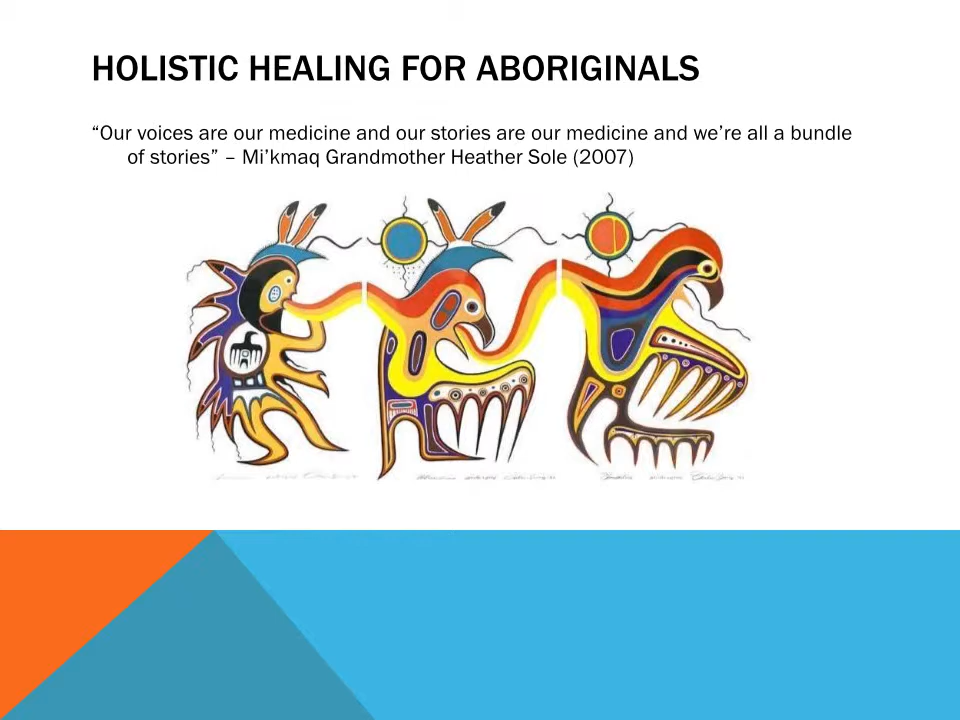 HOLISTIC HEALING FOR ABORIGINALS
“Our voices are our medicine and our stories are our medicine and we’re all a bundle
of stories” – Mi’kmaq Grandmother Heather Sole (2007)